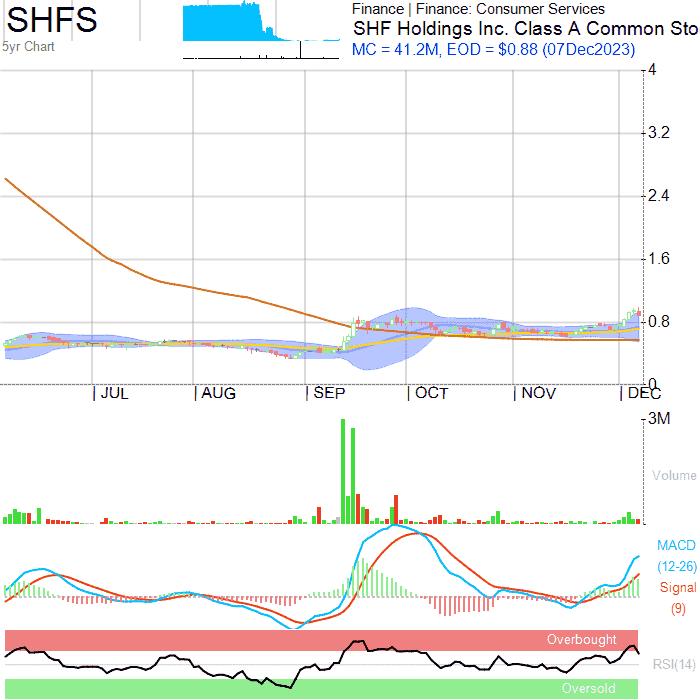 SHFS
5yr Chart
Finance | Finance: Consumer Services
SHF Holdings Inc. Class A Common Sto
MC = 41.2M, EOD = $0.88 (07Dec2023)
4
3.2
2.4
1.6
0.8
0
| JUL | AUG | SEP | OCT | NOV | DEC
3M
Volume
MACD
(12-26)
Signal
(9)
Overbought
RSI(14)
Oversold